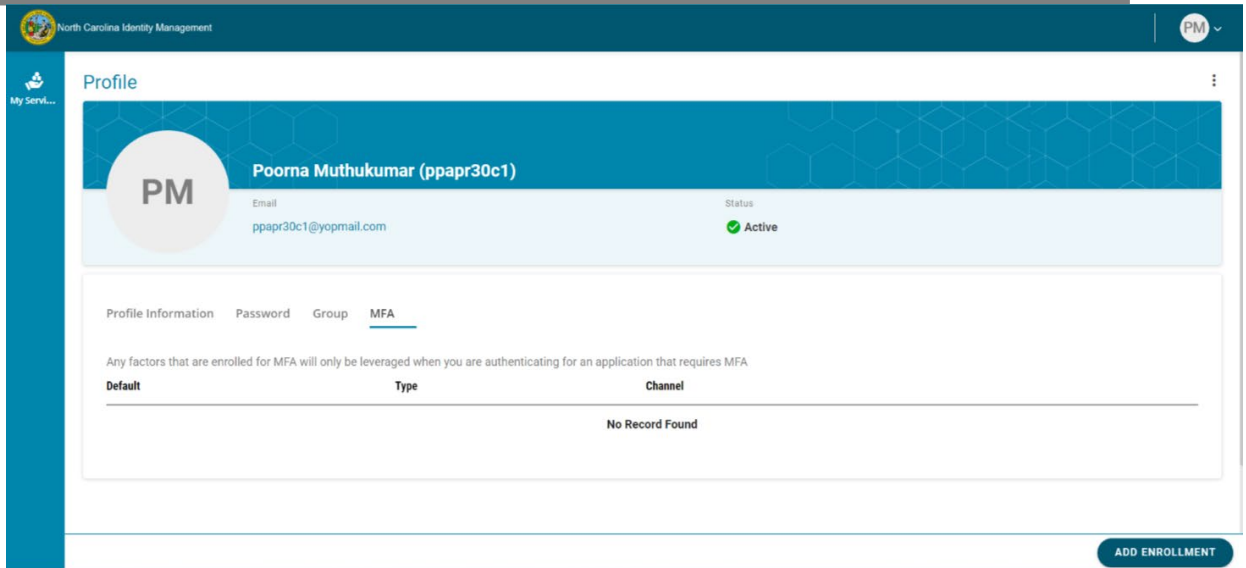 North Carolina Identity Management
PM
My Servi...
Profile
PM
Poorna Muthukumar (ppapr30c1)
Email
Status
ppapr30c1@yopmail.com
Active
Profile Information Password Group MFA
Any factors that are enrolled for MFA will only be leveraged when you are authenticating for an application that requires MFA
Default Type Channel
No Record Found
ADD ENROLLMENT